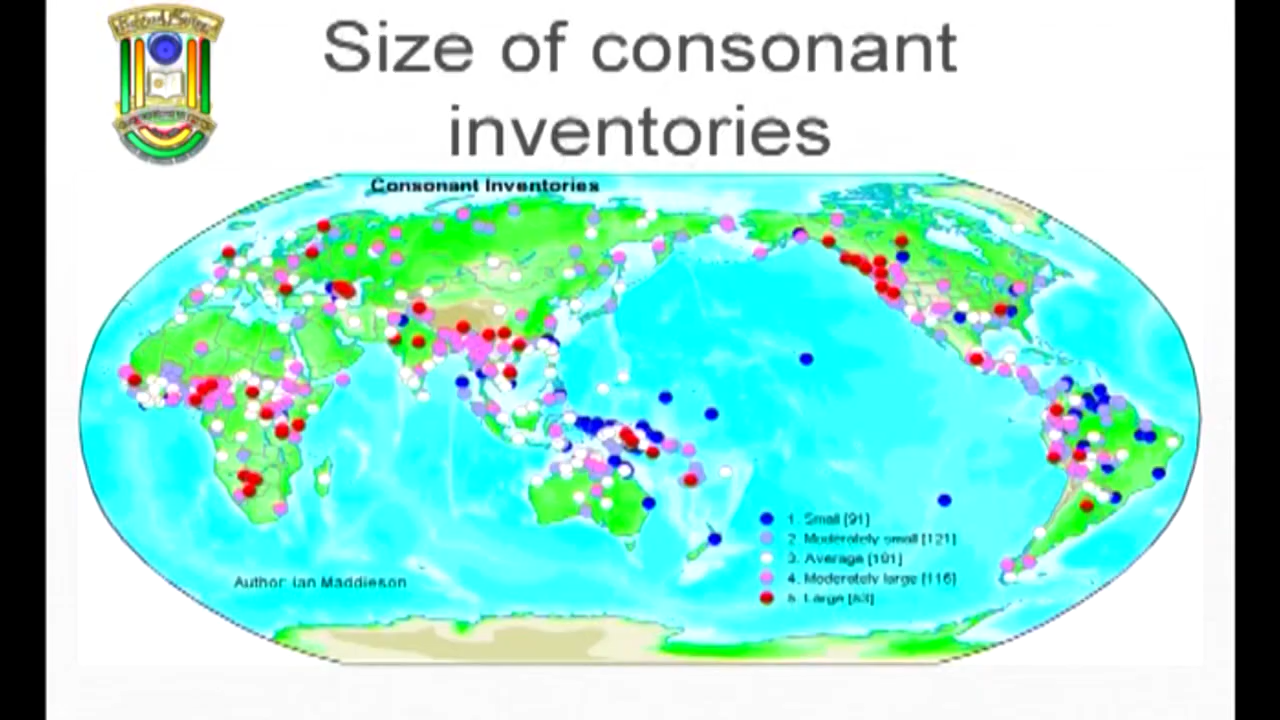 Size of consonant
inventories
Consonant Inventories
1. Small [91]
2. Moderately small [121]
3. Average [181]
4. Moderately large [116]
5. Large [83]
Author: Ian Maddieson